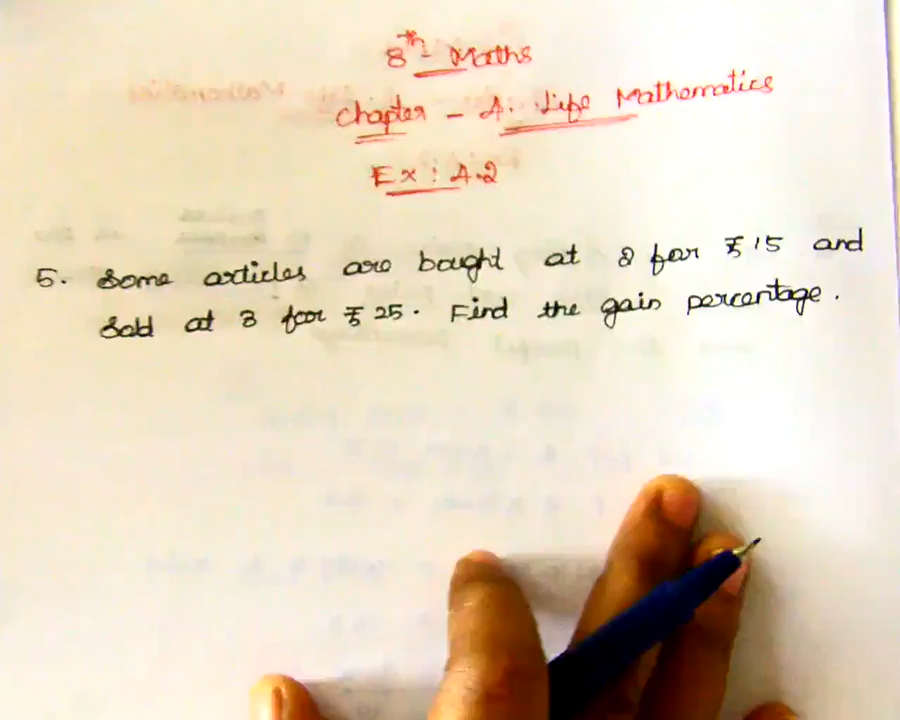 8th - Maths
Chapter - 4. Life Mathematics
Ex : 4.2
5. Some articles are bought at 2 for ₹ 15 and
Sold at 3 for ₹ 25. Find the gain percentage.